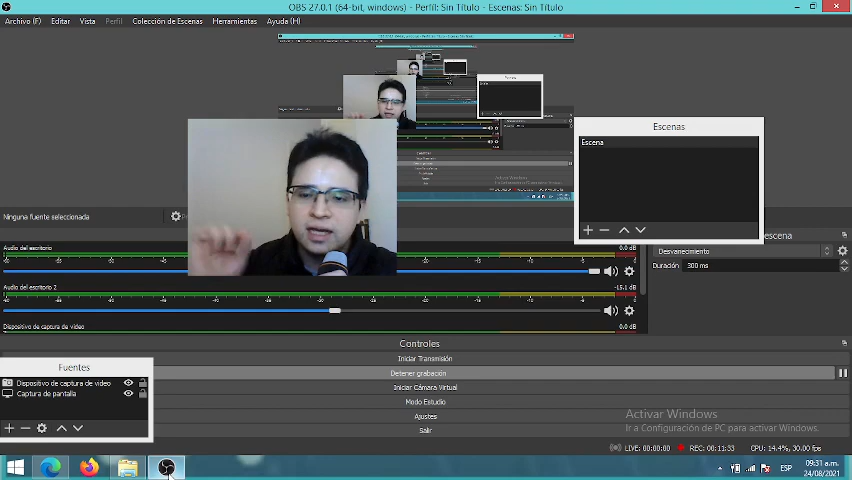 OBS 27.0.1 (64-bit, windows) - Perfil: Sin Título - Escenas: Sin Título
Archivo (F) Editar Vista Perfil Colección de Escenas Herramientas Ayuda (H)
Escenas
Escena
Ninguna fuente seleccionada
escena
Audio del escritorio 0.0 dB
Desvanecimiento
Duración 300 ms
Audio del escritorio 2 -15.1 dB
Dispositivo de captura de video 0.0 dB
Controles
Iniciar Transmisión
Detener grabación
Iniciar Cámara Virtual
Modo Estudio
Ajustes
Salir
Fuentes
Dispositivo de captura de video
Captura de pantalla
Activar Windows
Ir a Configuración de PC para activar Windows.
LIVE: 00:00:00 REC: 00:11:33 CPU: 14.4%, 30.00 fps
ESP
09:31 a.m.
24/08/2021